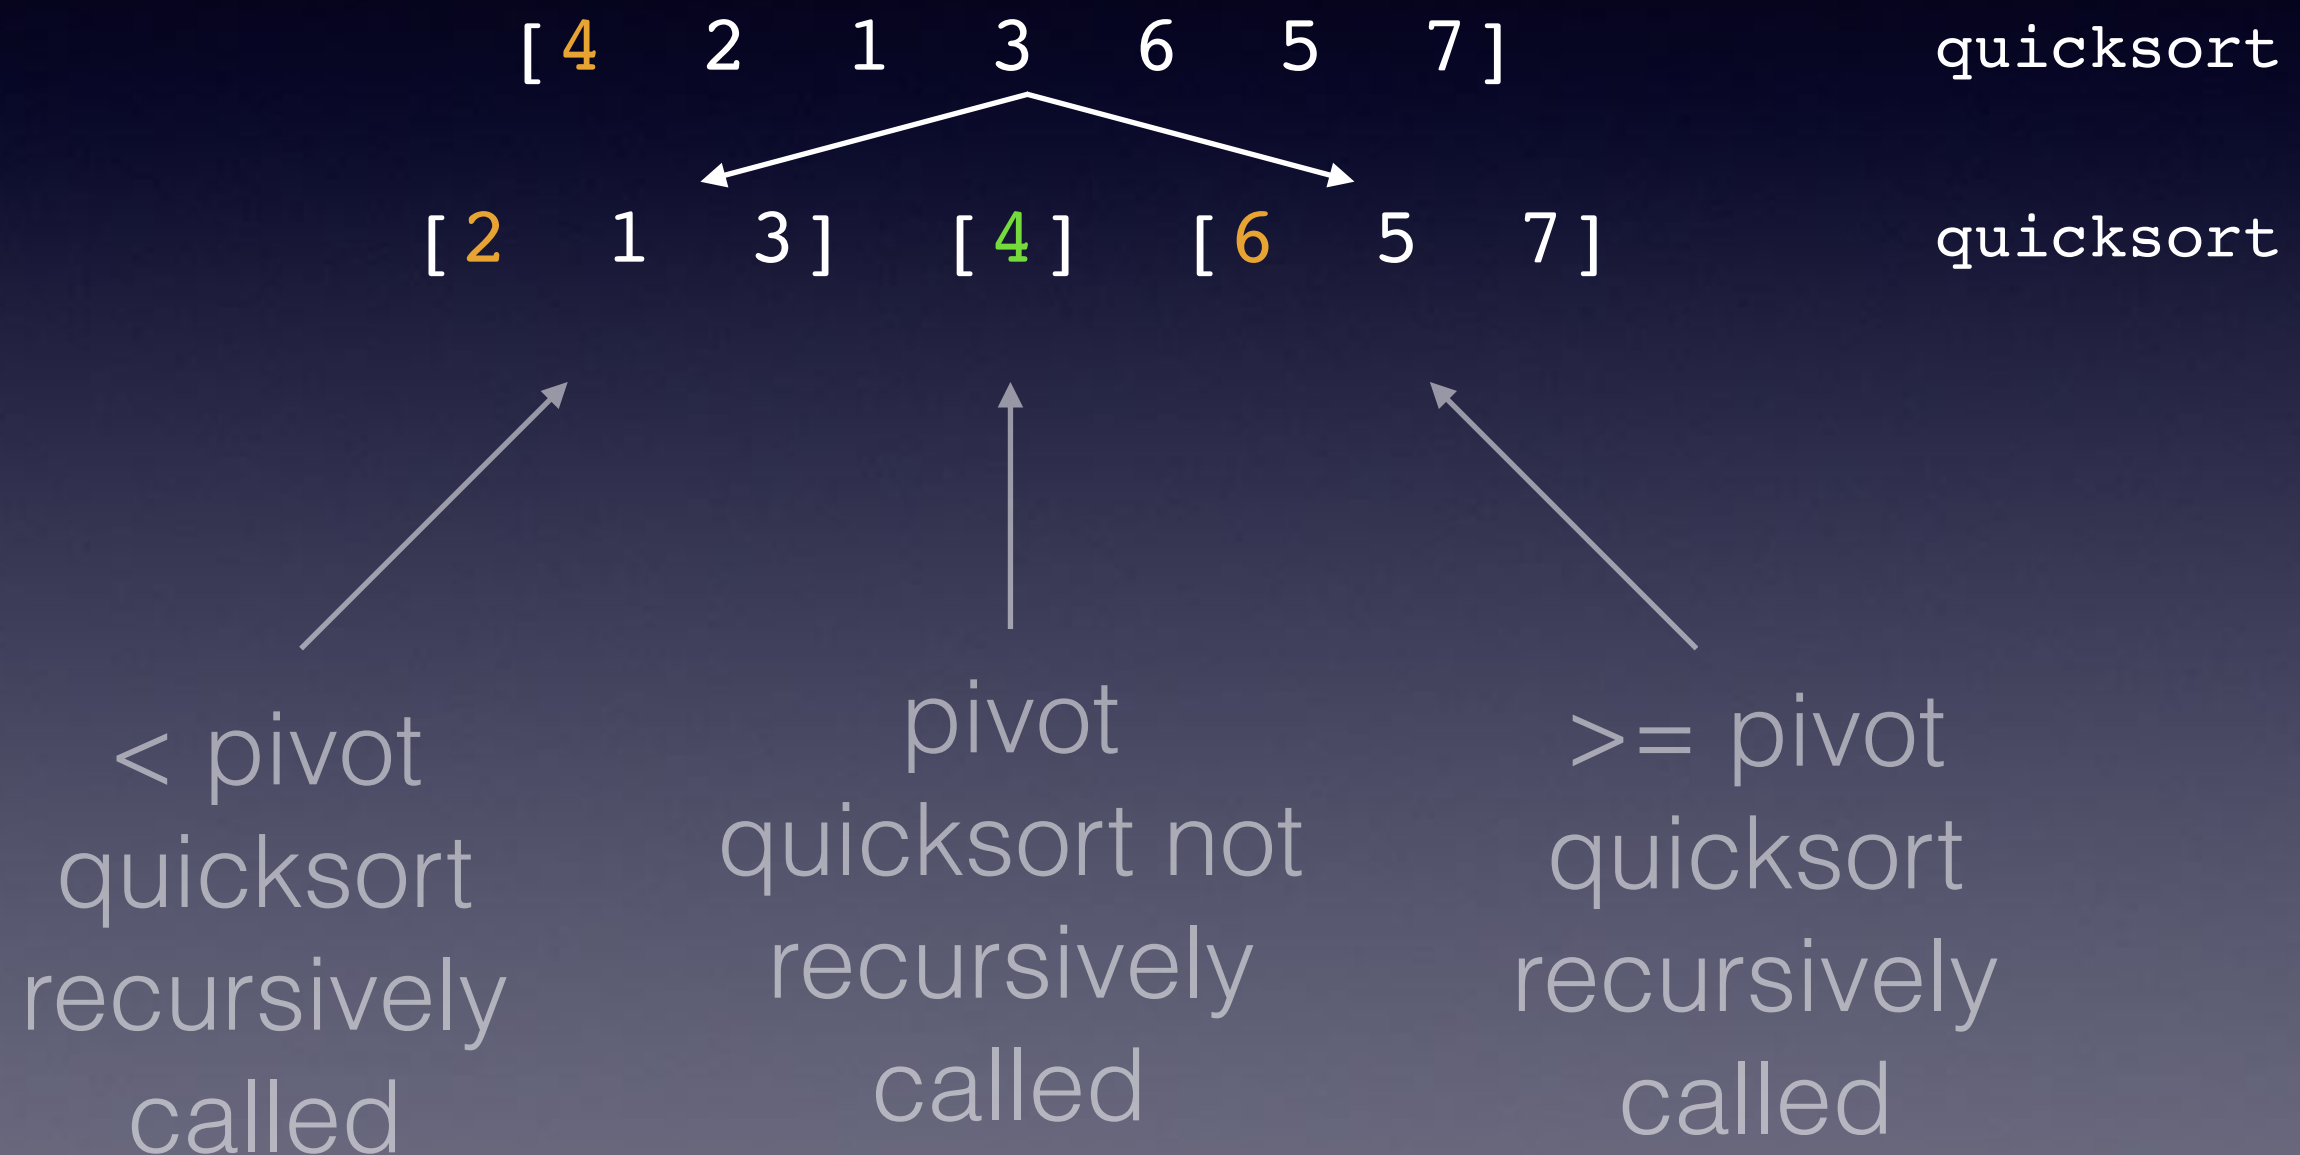 [4 2 1 3 6 5 7] quicksort
[2 1 3] [4] [6 5 7] quicksort
< pivot
quicksort
recursively
called
pivot
quicksort not
recursively
called
>= pivot
quicksort
recursively
called